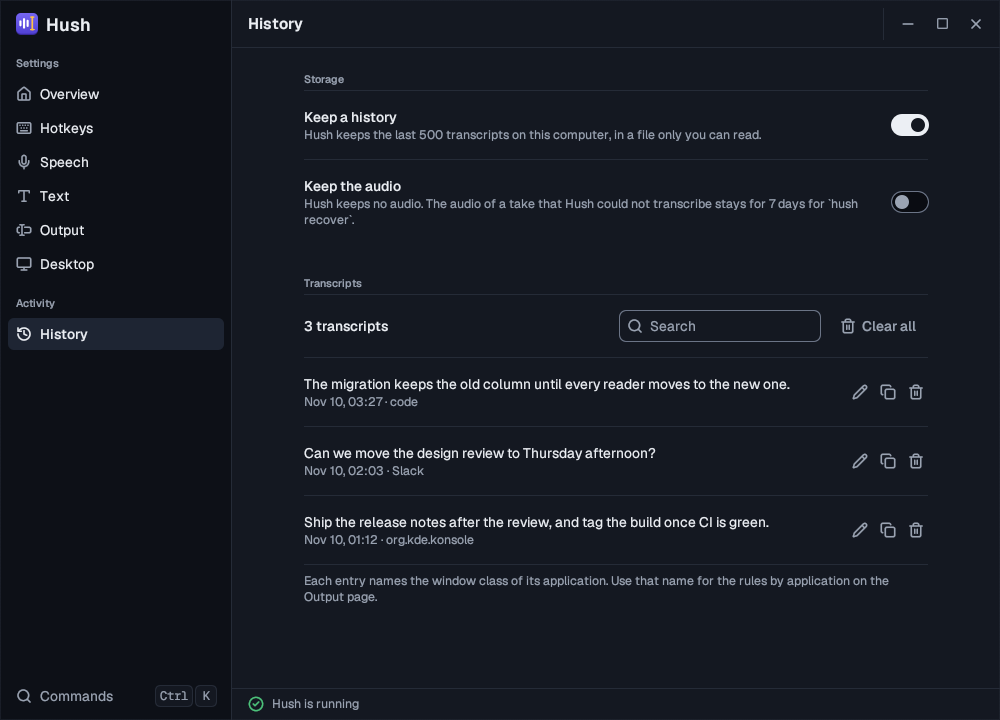 Hush
History
Settings
Overview
Hotkeys
Speech
Text
Output
Desktop
Activity
History
Storage
Keep a history
Hush keeps the last 500 transcripts on this computer, in a file only you can read.
Keep the audio
Hush keeps no audio. The audio of a take that Hush could not transcribe stays for 7 days for `hush
recover`.
Transcripts
3 transcripts
Search
Clear all
The migration keeps the old column until every reader moves to the new one.
Nov 10, 03:27 · code
Can we move the design review to Thursday afternoon?
Nov 10, 02:03 · Slack
Ship the release notes after the review, and tag the build once CI is green.
Nov 10, 01:12 · org.kde.konsole
Each entry names the window class of its application. Use that name for the rules by application on the
Output page.
Commands
Ctrl K
Hush is running